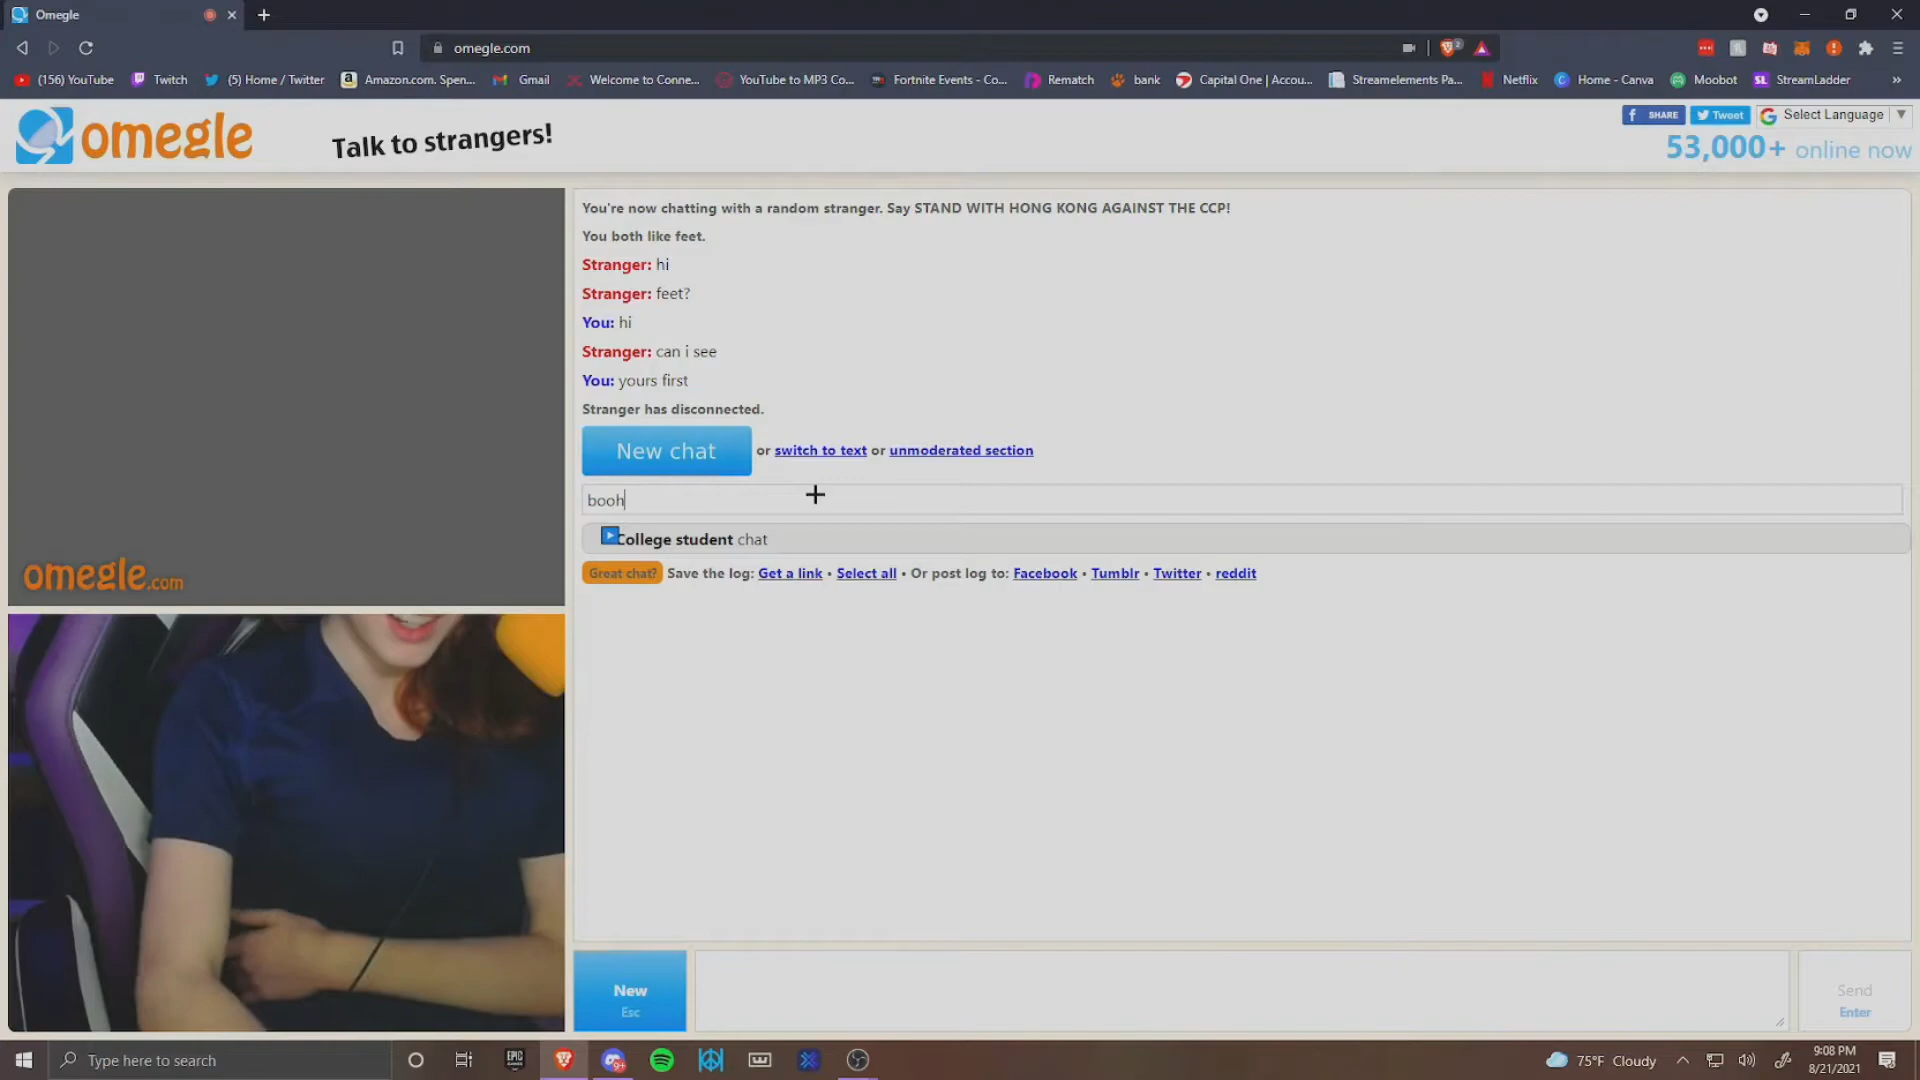 Omegle
omegle.com
(156) YouTube
Twitch
(5) Home / Twitter
Amazon.com. Spen...
Gmail
Welcome to Conne...
YouTube to MP3 Co...
Fortnite Events - Co...
Rematch
bank
Capital One | Accou...
Streamelements Pa...
Netflix
Home - Canva
Moobot
SL
StreamLadder
»
omegle
Talk to strangers!
SHARE
Tweet
Select Language
53,000+ online now
You're now chatting with a random stranger. Say STAND WITH HONG KONG AGAINST THE CCP!
You both like feet.
Stranger: hi
Stranger: feet?
You: hi
Stranger: can i see
You: yours first
Stranger has disconnected.
New chat or switch to text or unmoderated section
booh
College student chat
Great chat? Save the log: Get a link • Select all • Or post log to: Facebook • Tumblr • Twitter • reddit
omegle.com
New
Esc
Send
Enter
Type here to search
EPIC
9+
75°F Cloudy
9:08 PM
8/21/2021